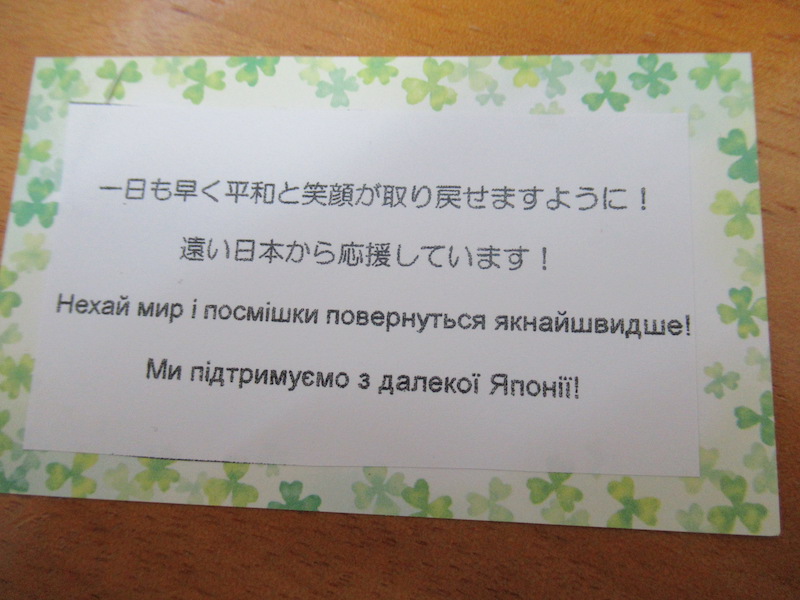 一日も早く平和と笑顔が取り戻せますように！
遠い日本から応援しています！
Нехай мир і посмішки повернуться якнайшвидше!
Ми підтримуємо з далекої Японії!